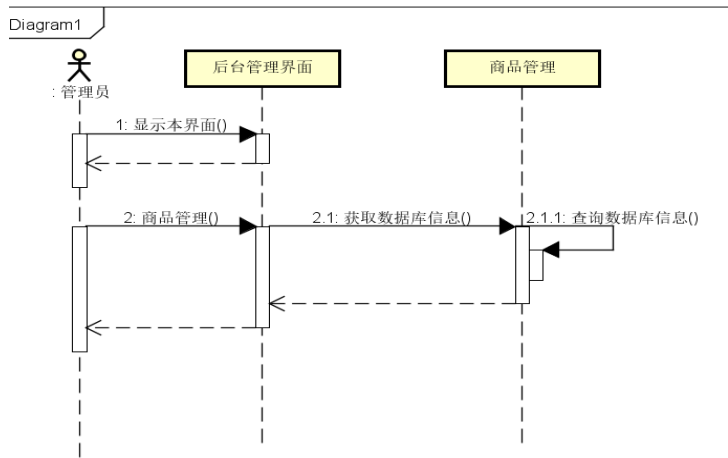 Diagram1
后台管理界面
商品管理
: 管理员
1: 显示本界面()
2: 商品管理()
2.1: 获取数据库信息()
2.1.1: 查询数据库信息()